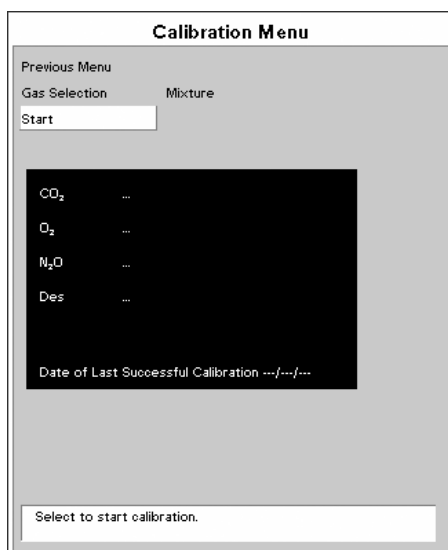 Calibration Menu
Previous Menu
Gas Selection Mixture
Start
CO₂ ...
O₂ ...
N₂O ...
Des ...
Date of Last Successful Calibration ---/---/---
Select to start calibration.